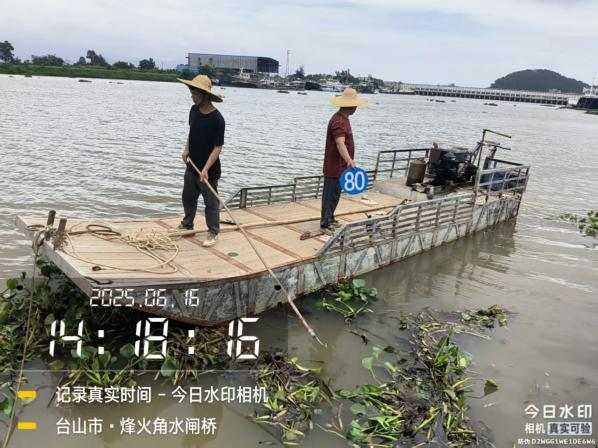 80
2025.06.16
14:18:15
记录真实时间 - 今日水印相机
台山市·烽火角水闸桥
今日水印
相机 真实可验
防伪 D2WGG1WE1DE6W6